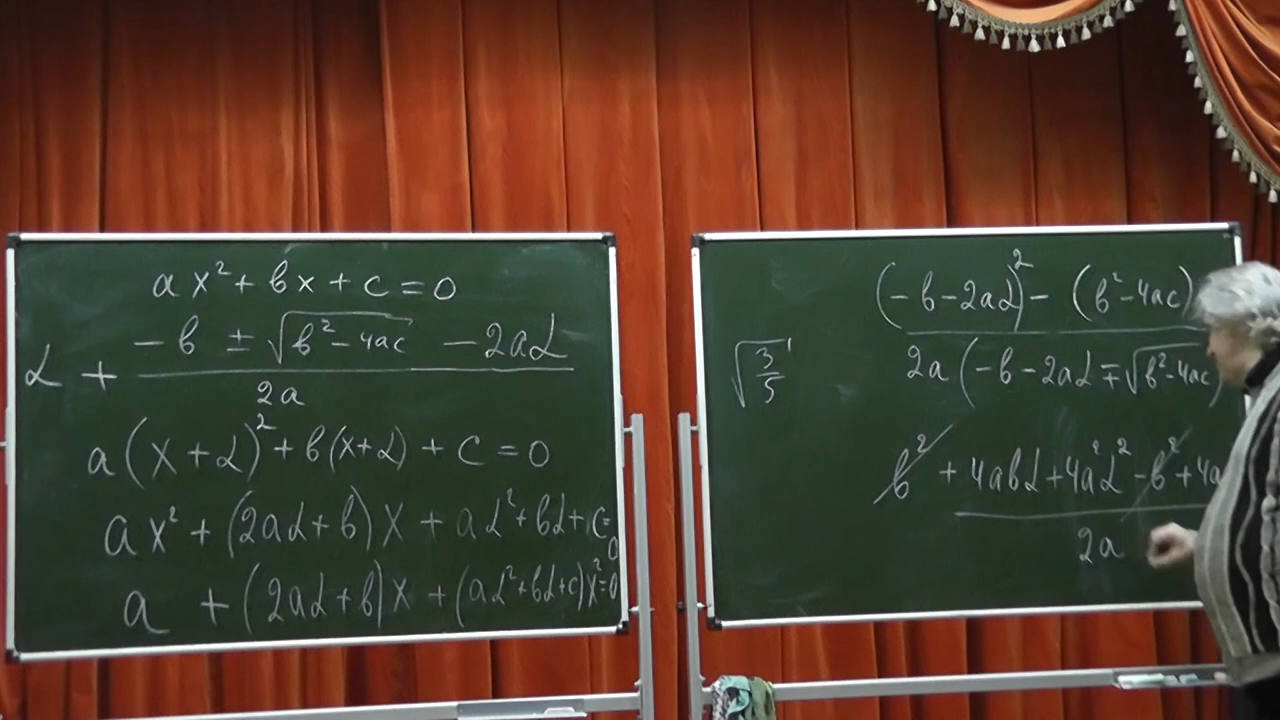 ax² + bx + c = 0
α + (-b ± √(b² - 4ac) - 2aα) / 2a
a(x + α)² + b(x + α) + c = 0
ax² + (2aα + b)x + aα² + bα + c = 0
a + (2aα + b)x + (aα² + bα + c)x² = 0
√(3/5)
((-b - 2aα)² - (b² - 4ac)) / (2a(-b - 2aα ∓ √(b² - 4ac)))
b² + 4abα + 4a²α² - b² + 4a
2a